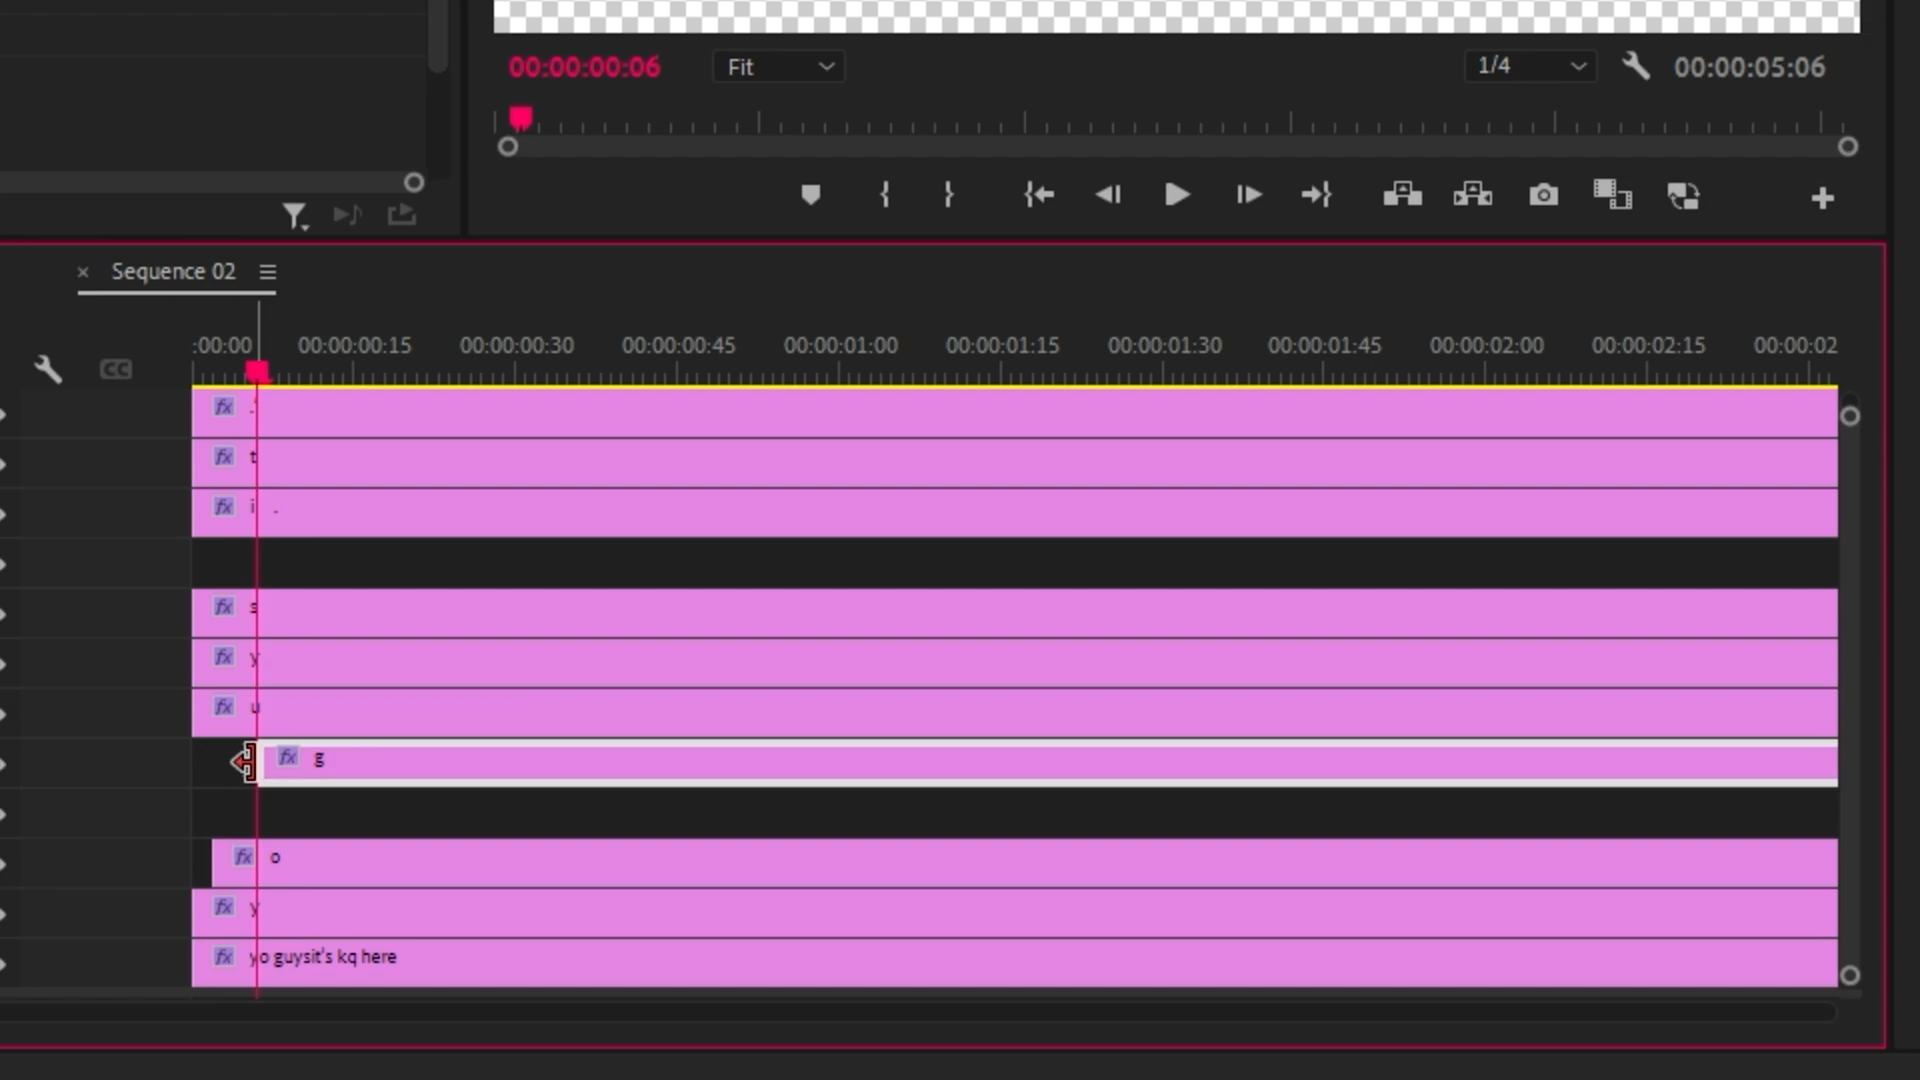 00:00:00:06 Fit 1/4 00:00:05:06
Sequence 02
:00:00 00:00:00:15 00:00:00:30 00:00:00:45 00:00:01:00 00:00:01:15 00:00:01:30 00:00:01:45 00:00:02:00 00:00:02:15 00:00:02
CC
fx
fx t
fx i
fx s
fx y
fx u
fx g
fx o
fx y
fx yo guysit's kq here